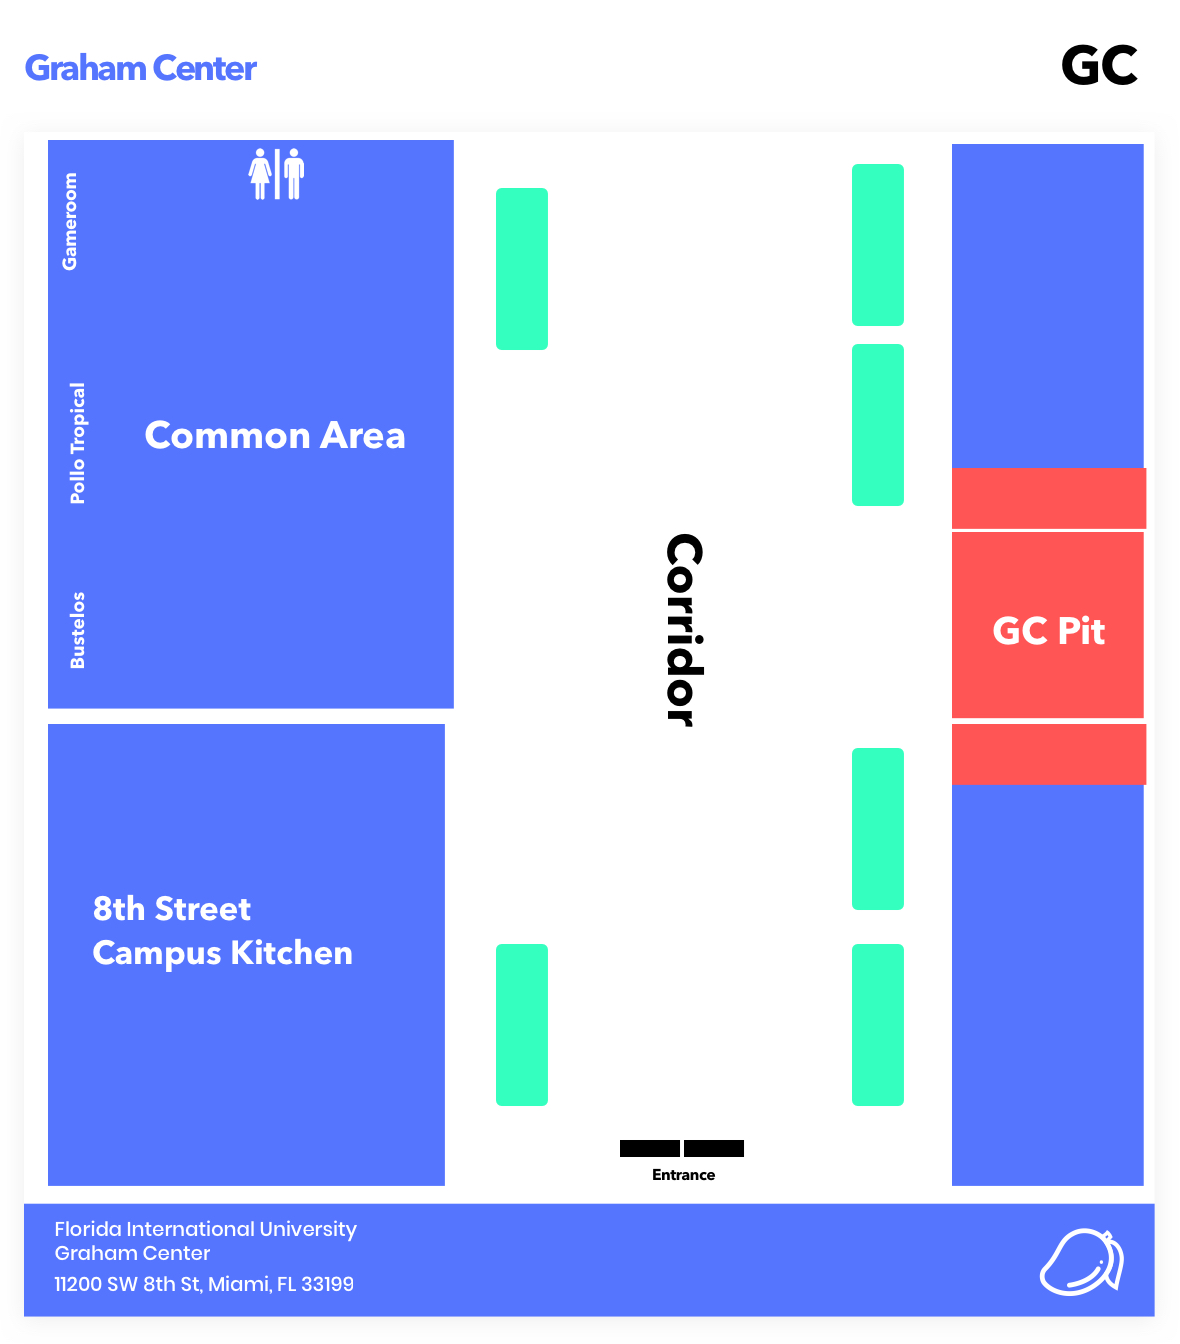 Graham Center
GC
Gameroom
Pollo Tropical
Common Area
Bustelos
Corridor
GC Pit
8th Street
Campus Kitchen
Entrance
Florida International University
Graham Center
11200 SW 8th St, Miami, FL 33199